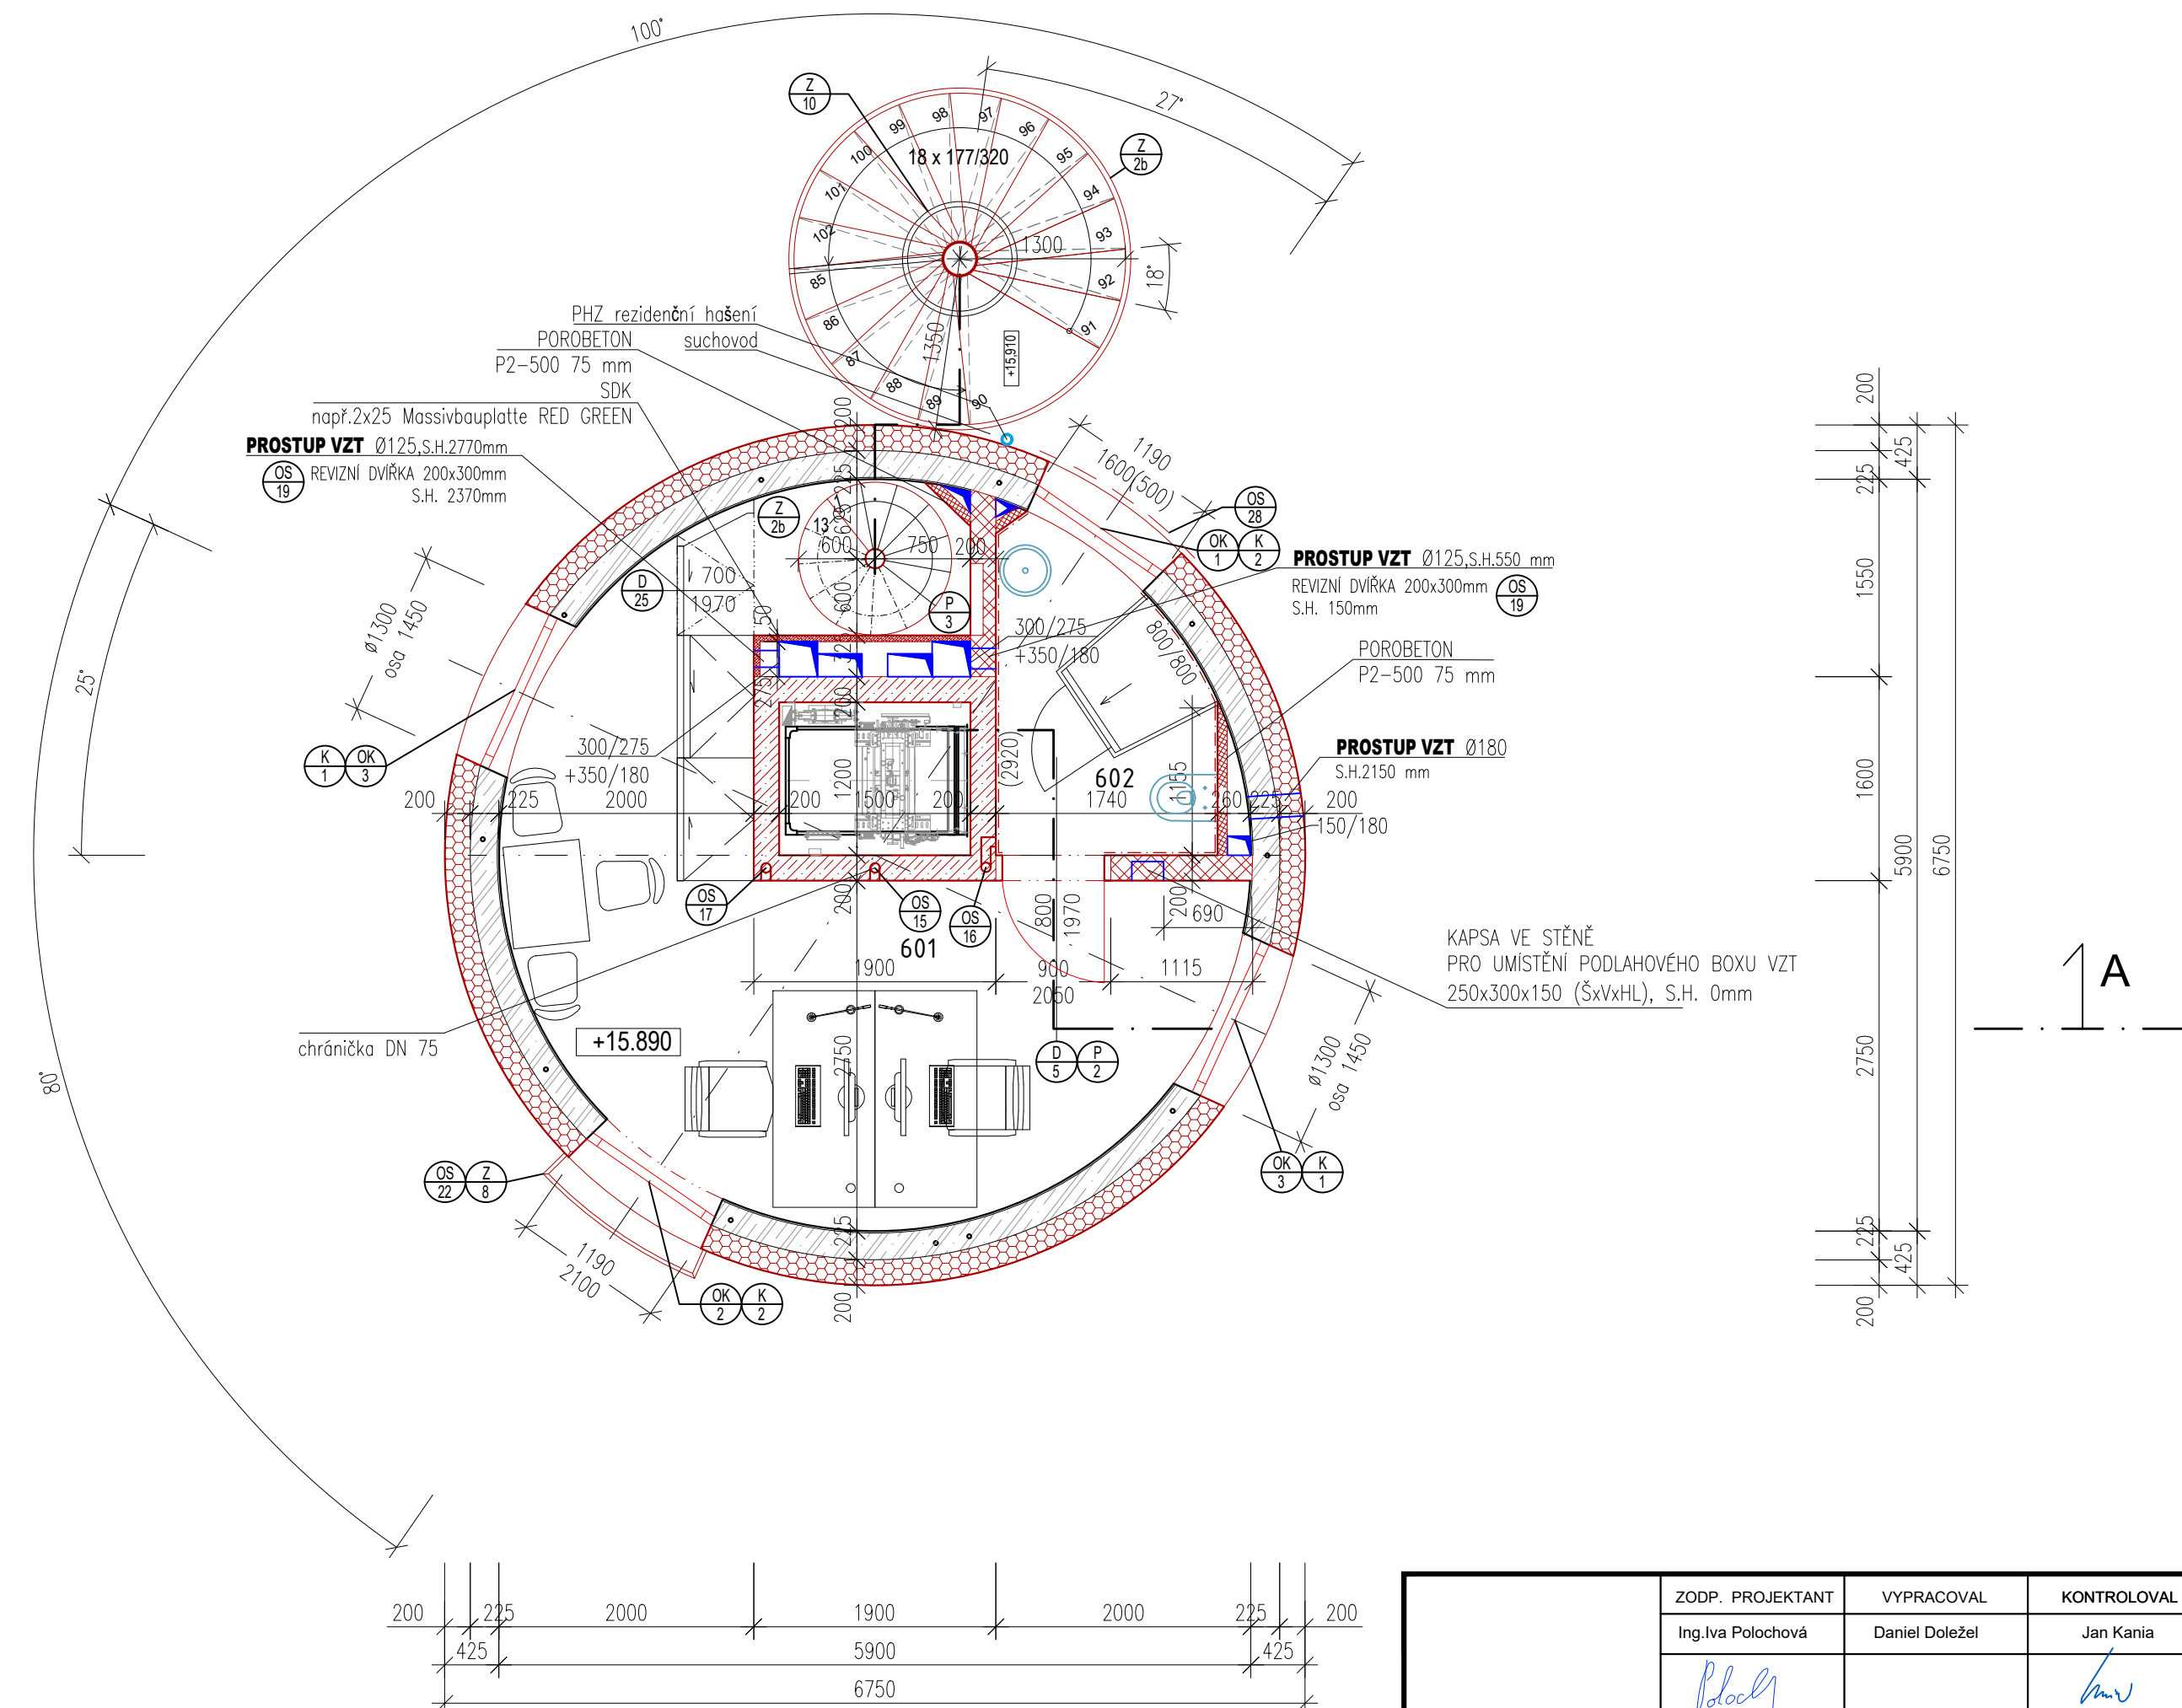 100°
27°
Z
10
Z
2b
99
98
97
96
100
95
18 x 177/320
101
94
102
93
1300
85
92
18°
86
91
87
1350
+15,910
88
89
90
PHZ rezidenční hašení
POROBETON
suchovod
P2-500 75 mm
SDK
např.2x25 Massivbauplatte RED GREEN
PROSTUP VZT Ø125,S.H.2770mm
OS
19
REVIZNÍ DVÍŘKA 200x300mm
S.H. 2370mm
200
225
625
1190
1600(500)
OS
28
Z
2b
13
600
750
200
OK
1
K
2
PROSTUP VZT Ø125,S.H.550 mm
REVIZNÍ DVÍŘKA 200x300mm
OS
19
S.H. 150mm
D
25
700
1970
600
P
3
50
300/275
+350/180
800/800
POROBETON
P2-500 75 mm
Ø1300
osa 1450
25°
275
200
K
1
OK
3
300/275
+350/180
1200
(2920)
602
1155
PROSTUP VZT Ø180
S.H.2150 mm
200
225
2000
200
1500
200
1740
260
225
200
150/180
OS
17
200
OS
15
OS
16
601
800
1970
200
690
1900
900
2050
1115
KAPSA VE STĚNĚ
PRO UMÍSTĚNÍ PODLAHOVÉHO BOXU VZT
250x300x150 (ŠxVxHL), S.H. 0mm
A
chránička DN 75
+15.890
2750
D
5
P
2
Ø1300
osa 1450
80°
OS
22
Z
8
OK
3
K
1
1190
2100
225
200
OK
2
K
2
200
225
425
1550
1600
5900
6750
2750
225
425
200
200
225
2000
1900
2000
225
200
425
5900
425
6750
ZODP. PROJEKTANT
VYPRACOVAL
KONTROLOVAL
Ing.Iva Polochová
Daniel Doležel
Jan Kania